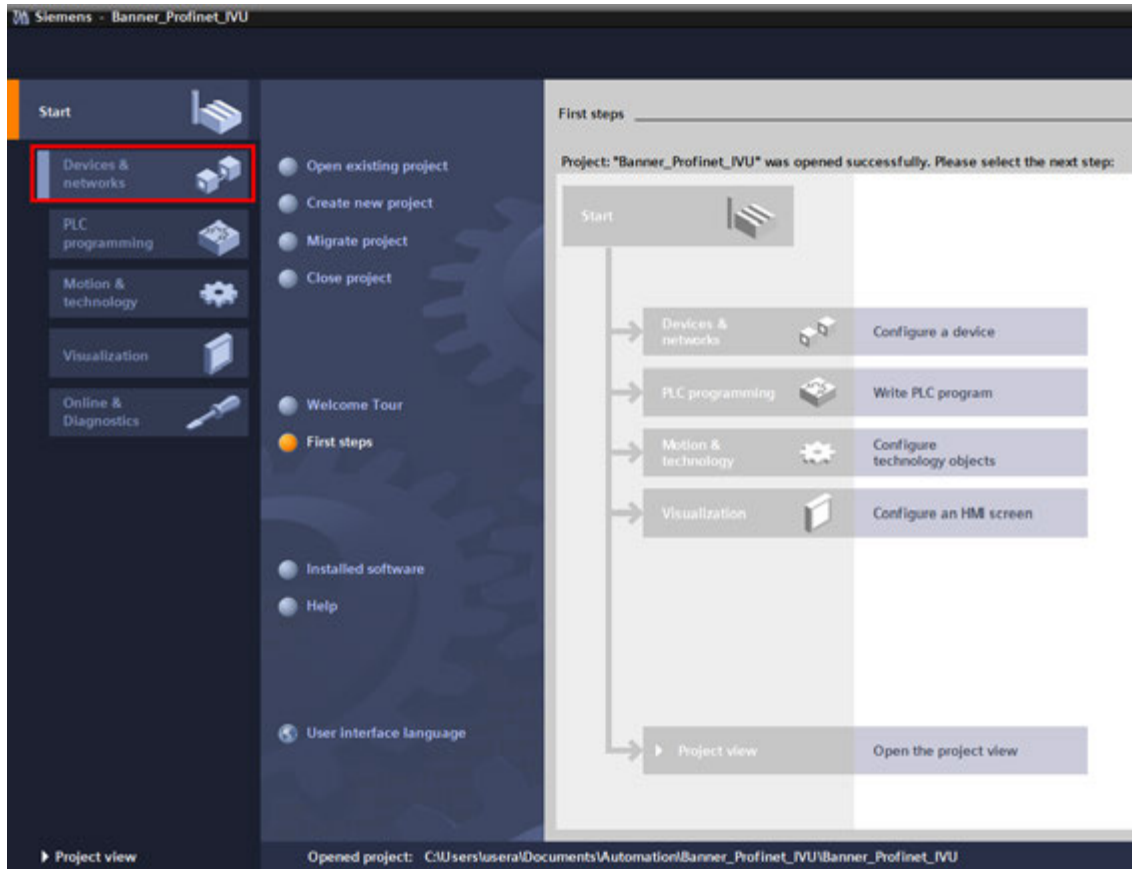 Siemens - Banner_Profinet_IVU
Start
Devices &
networks
PLC
programming
Motion &
technology
Visualization
Online &
Diagnostics
Project view
Open existing project
Create new project
Migrate project
Close project
Welcome Tour
First steps
Installed software
Help
User interface language
First steps
Project: "Banner_Profinet_IVU" was opened successfully. Please select the next step:
Start
Devices &
networks
Configure a device
PLC programming
Write PLC program
Motion &
technology
Configure
technology objects
Visualization
Configure an HMI screen
Project view
Open the project view
Opened project: C:\Users\usera\Documents\Automation\Banner_Profinet_IVU\Banner_Profinet_IVU